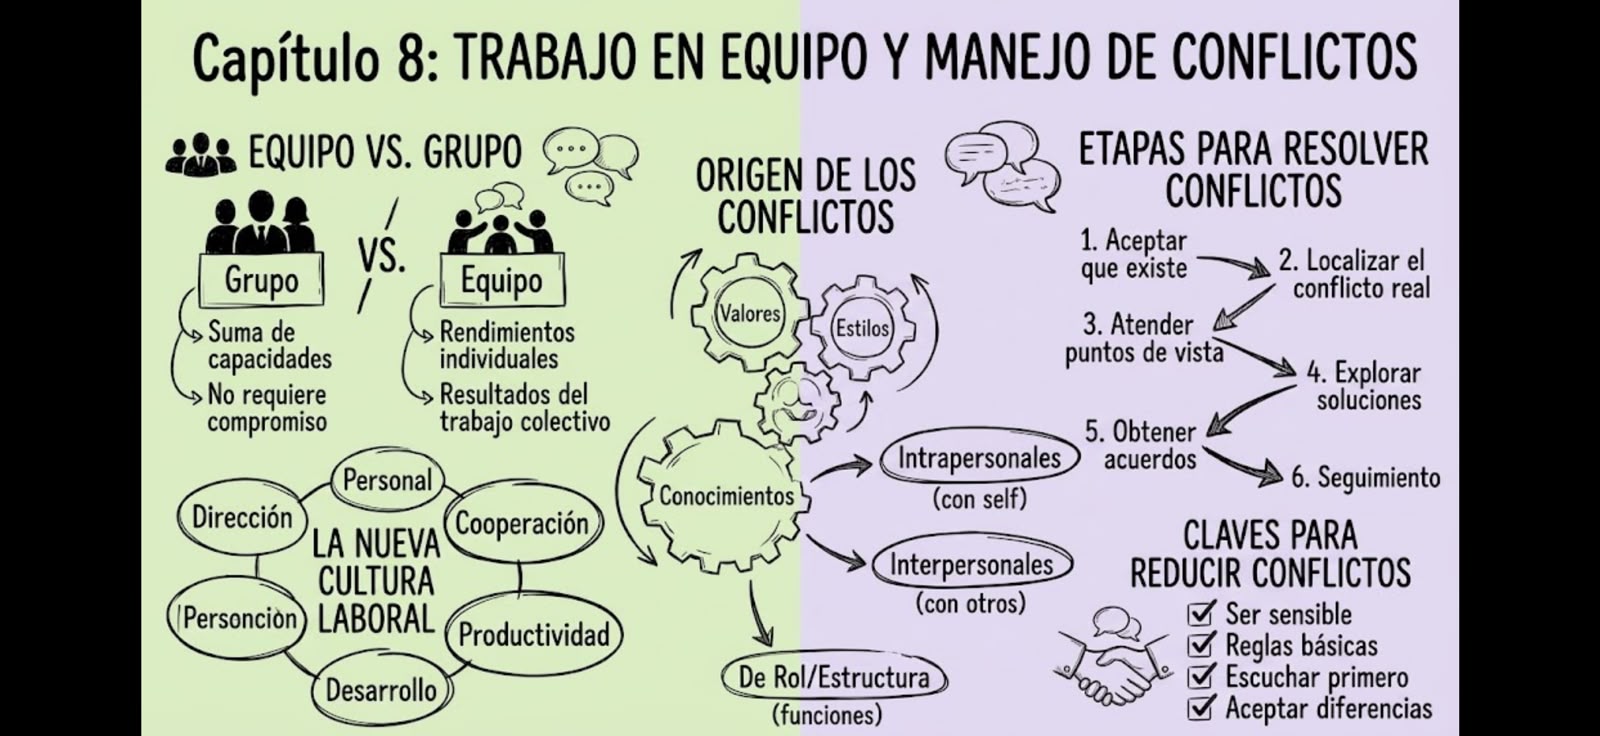 Capítulo 8: TRABAJO EN EQUIPO Y MANEJO DE CONFLICTOS
EQUIPO VS. GRUPO
Grupo
VS.
Equipo
Suma de
capacidades
No requiere
compromiso
Rendimientos
individuales
Resultados del
trabajo colectivo
LA NUEVA
CULTURA
LABORAL
Personal
Cooperación
Productividad
Desarrollo
Personción
Dirección
ORIGEN DE LOS
CONFLICTOS
Valores
Estilos
Conocimientos
Intrapersonales
(con self)
Interpersonales
(con otros)
De Rol/Estructura
(funciones)
ETAPAS PARA RESOLVER
CONFLICTOS
1. Aceptar
que existe
2. Localizar el
conflicto real
3. Atender
puntos de vista
4. Explorar
soluciones
5. Obtener
acuerdos
6. Seguimiento
CLAVES PARA
REDUCIR CONFLICTOS
Ser sensible
Reglas básicas
Escuchar primero
Aceptar diferencias